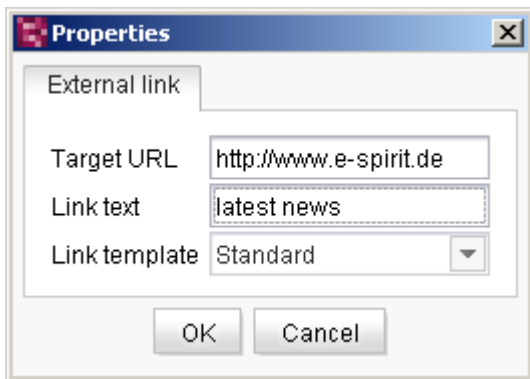 Properties
External link
Target URL http://www.e-spirit.de
Link text latest news
Link template Standard
OK Cancel